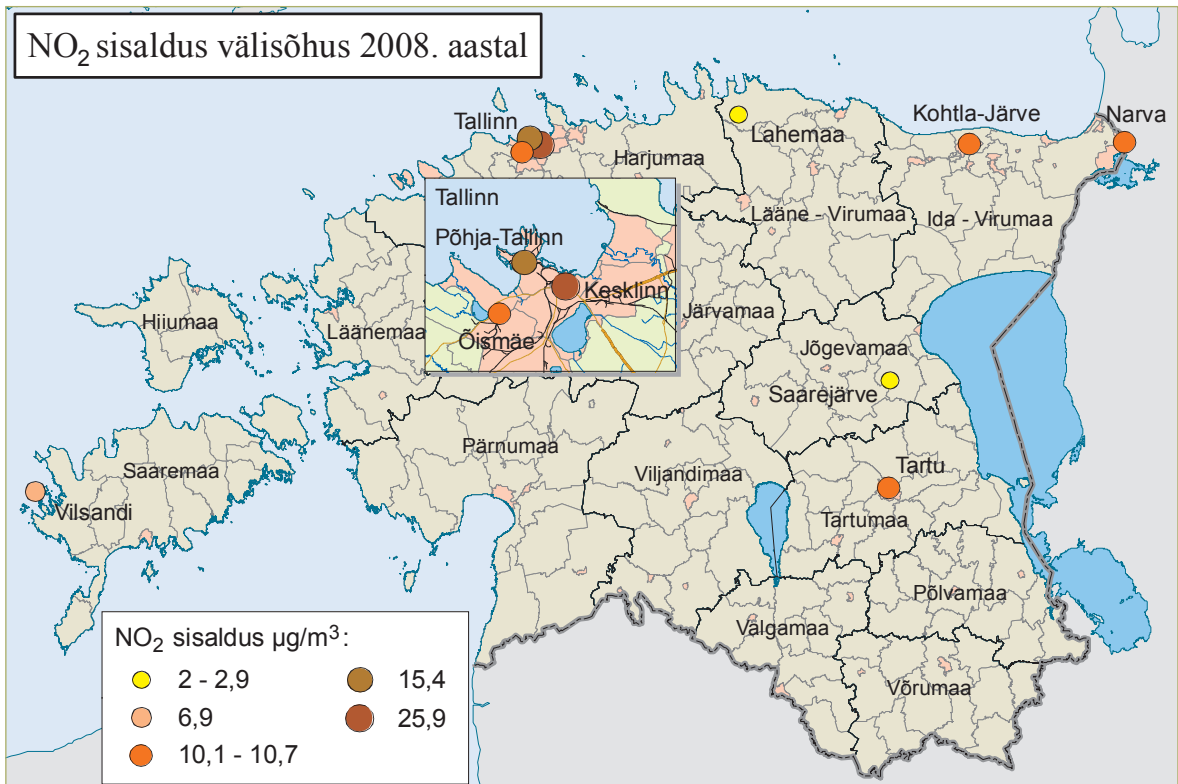 NO₂ sisaldus välisõhus 2008. aastal
Tallinn
Harjumaa
Lahemaa
Kohtla-Järve
Narva
Lääne - Virumaa
Ida - Virumaa
Tallinn
Põhja-Tallinn
Kesklinn
Õismäe
Hiiumaa
Läänemaa
Järvamaa
Jõgevamaa
Saarejärve
Saaremaa
Vilsandi
Pärnumaa
Viljandimaa
Tartu
Tartumaa
Põlvamaa
Valgamaa
Võrumaa
NO₂ sisaldus µg/m³:
2 - 2,9
6,9
10,1 - 10,7
15,4
25,9